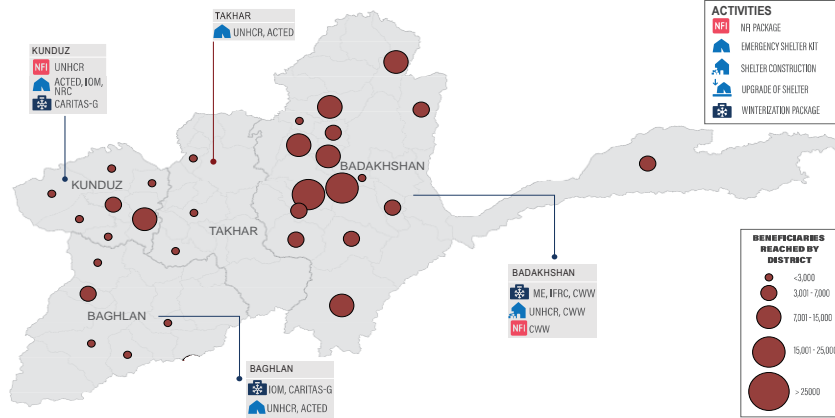 TAKHAR
UNHCR, ACTED
KUNDUZ
NFI UNHCR
ACTED, IOM,
NRC
CARITAS-G
ACTIVITIES
NFI NFI PACKAGE
EMERGENCY SHELTER KIT
SHELTER CONSTRUCTION
UPGRADE OF SHELTER
WINTERIZATION PACKAGE
BADAKHSHAN
KUNDUZ
TAKHAR
BAGHLAN
BADAKHSHAN
ME, IFRC, CWW
UNHCR, CWW
NFI CWW
BAGHLAN
IOM, CARITAS-G
UNHCR, ACTED
BENEFICIARIES
REACHED BY
DISTRICT
<3,000
3,001 - 7,000
7,001 - 15,000
15,001 - 25,000
> 25000